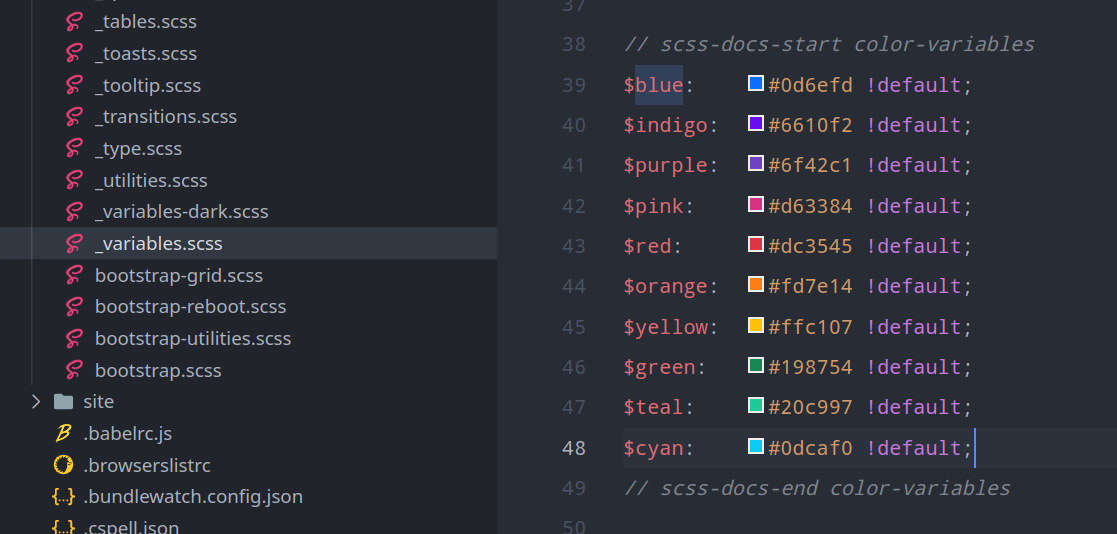 _tables.scss
_toasts.scss
_tooltip.scss
_transitions.scss
_type.scss
_utilities.scss
_variables-dark.scss
_variables.scss
bootstrap-grid.scss
bootstrap-reboot.scss
bootstrap-utilities.scss
bootstrap.scss
site
.babelrc.js
.browserslistrc
{..} .bundlewatch.config.json
{..} .cspell.json
37
38 // scss-docs-start color-variables
39 $blue: #0d6efd !default;
40 $indigo: #6610f2 !default;
41 $purple: #6f42c1 !default;
42 $pink: #d63384 !default;
43 $red: #dc3545 !default;
44 $orange: #fd7e14 !default;
45 $yellow: #ffc107 !default;
46 $green: #198754 !default;
47 $teal: #20c997 !default;
48 $cyan: #0dcaf0 !default;
49 // scss-docs-end color-variables
50